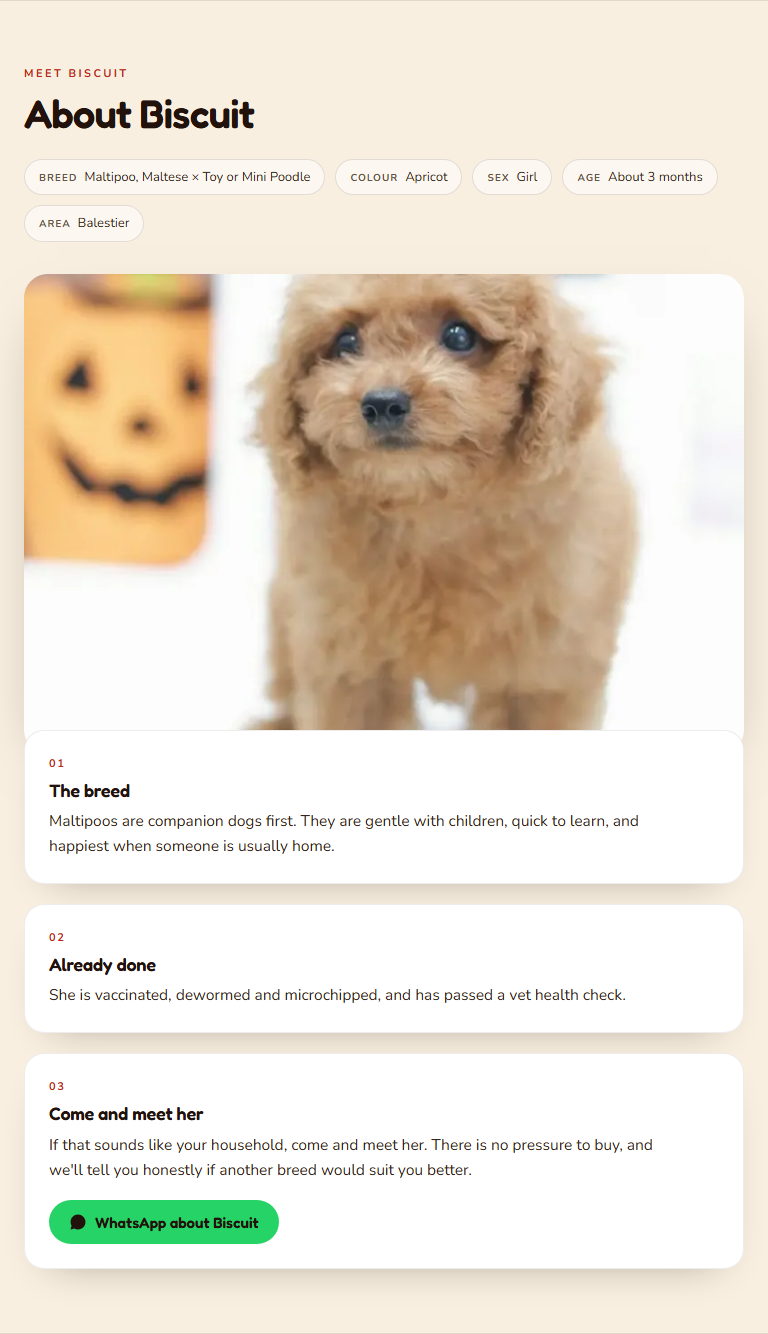 MEET BISCUIT
About Biscuit
BREED Maltipoo, Maltese × Toy or Mini Poodle
COLOUR Apricot
SEX Girl
AGE About 3 months
AREA Balestier
01
The breed
Maltipoos are companion dogs first. They are gentle with children, quick to learn, and
happiest when someone is usually home.
02
Already done
She is vaccinated, dewormed and microchipped, and has passed a vet health check.
03
Come and meet her
If that sounds like your household, come and meet her. There is no pressure to buy, and
we'll tell you honestly if another breed would suit you better.
WhatsApp about Biscuit